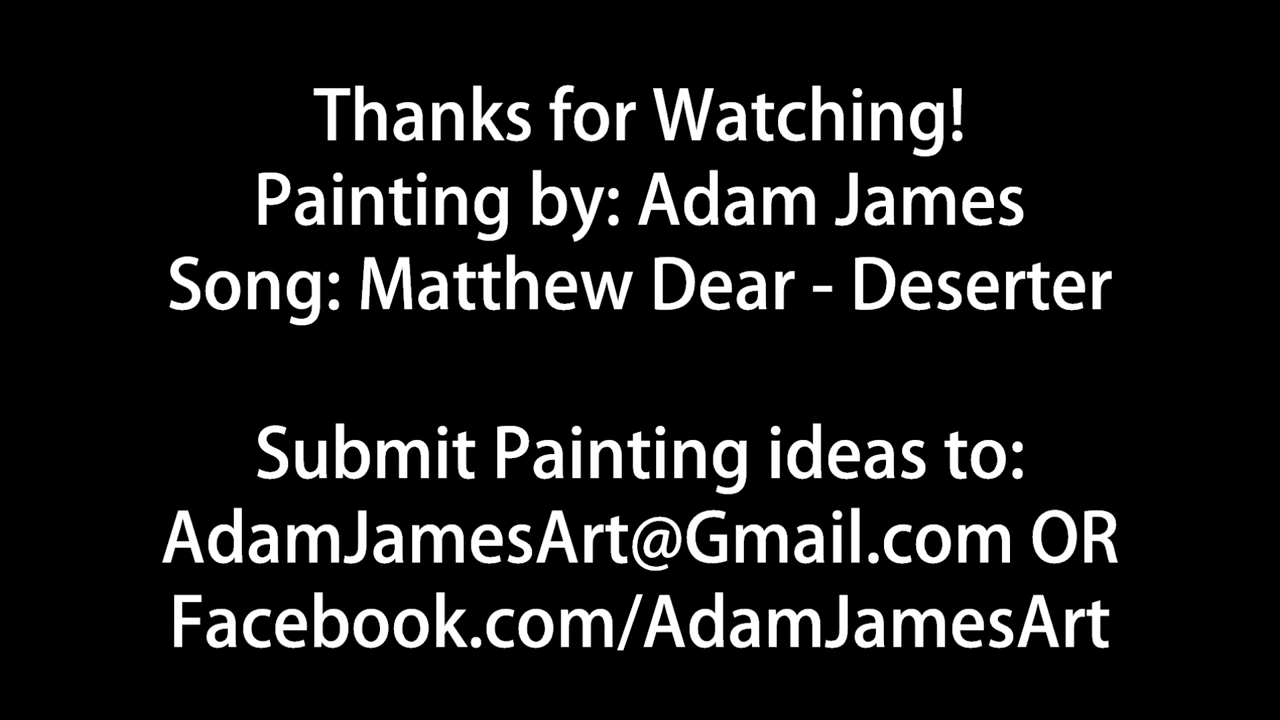 Thanks for Watching!
Painting by: Adam James
Song: Matthew Dear - Deserter
Submit Painting ideas to:
AdamJamesArt@Gmail.com OR
Facebook.com/AdamJamesArt